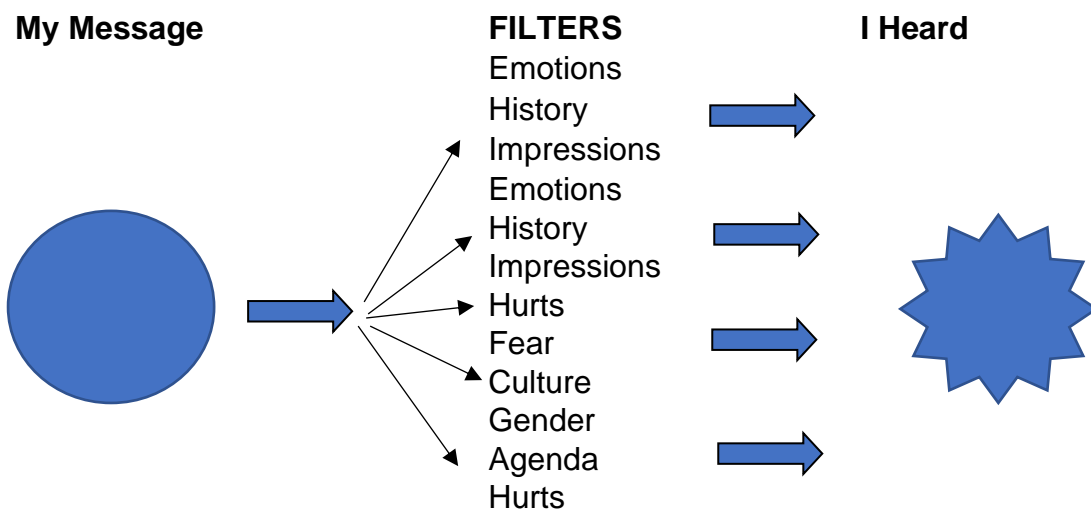 My Message
FILTERS
I Heard
Emotions
History
Impressions
Emotions
History
Impressions
Hurts
Fear
Culture
Gender
Agenda
Hurts